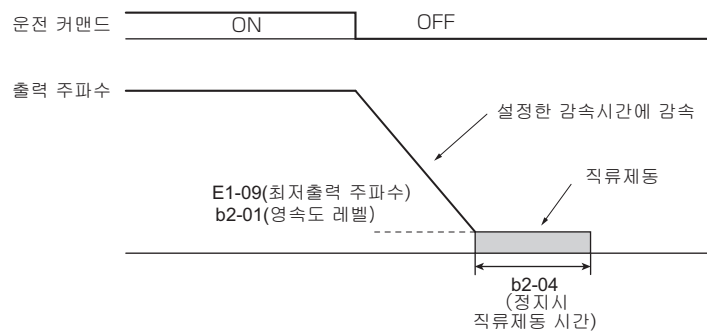 운전 커맨드
ON
OFF
출력 주파수
설정한 감속시간에 감속
E1-09(최저출력 주파수)
b2-01(영속도 레벨)
직류제동
b2-04
(정지시
직류제동 시간)